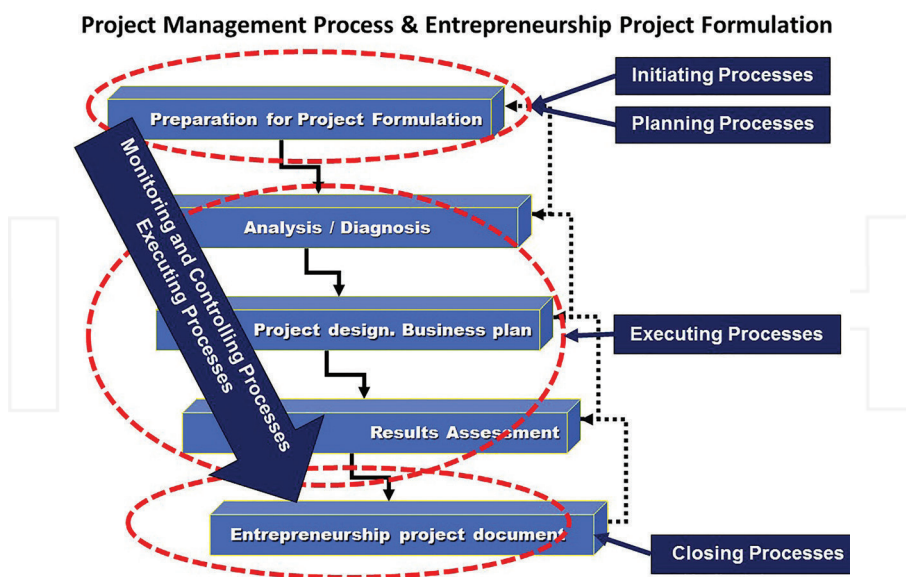 Project Management Process & Entrepreneurship Project Formulation
Initiating Processes
Preparation for Project Formulation
Planning Processes
Monitoring and Controlling Processes
Executing Processes
Analysis / Diagnosis
Project design. Business plan
Executing Processes
Results Assessment
Entrepreneurship project document
Closing Processes